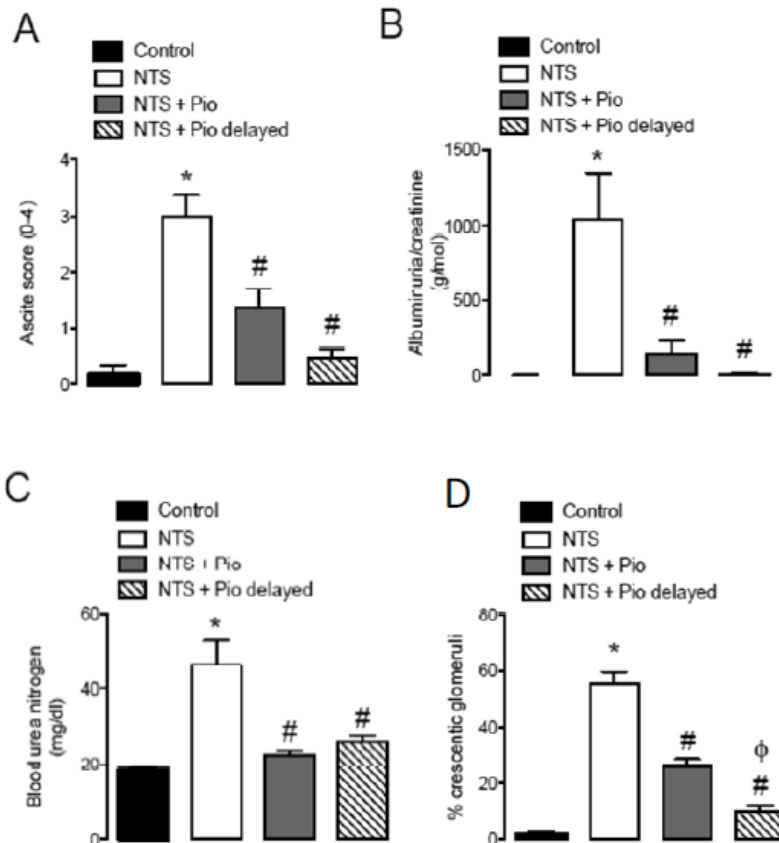 A
Control
NTS
NTS + Pio
NTS + Pio delayed
4
3
2
1
0
Ascite score (0-4)
*
#
#
B
Control
NTS
NTS + Pio
NTS + Pio delayed
1500
1000
500
0
Albuminuria/creatinine
(g/mol)
*
#
#
C
Control
NTS
NTS + Pio
NTS + Pio delayed
60
40
20
0
Blood urea nitrogen
(mg/dl)
*
#
#
D
Control
NTS
NTS + Pio
NTS + Pio delayed
80
60
40
20
0
% crescentic glomeruli
*
#
ϕ
#